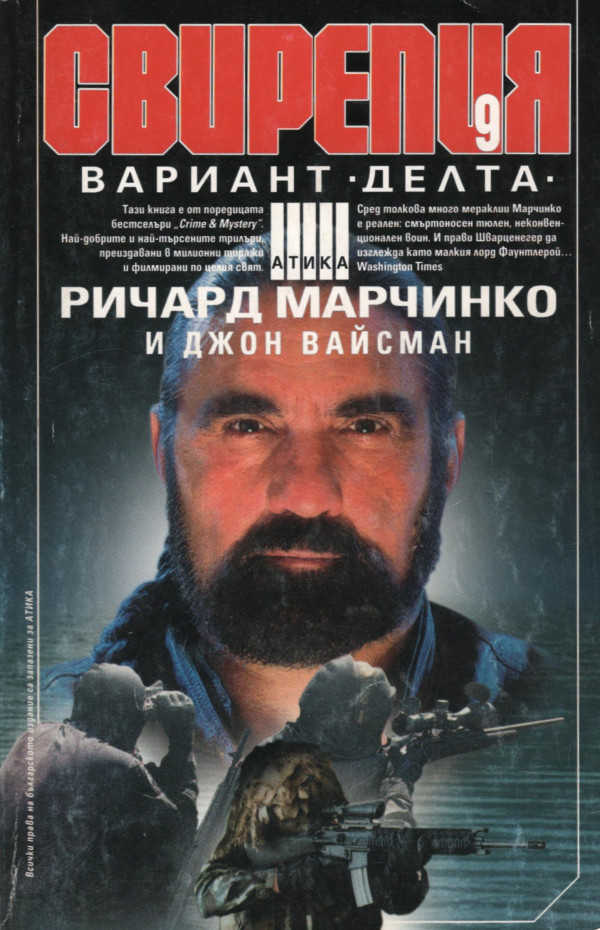 СВИРЕПИЯ
9
ВАРИАНТ · ДЕЛТА ·
Тази книга е от поредицата
бестселъри „Crime & Mystery”.
Най-добрите и най-търсените трилъри,
преиздавани в милионни тиражи
и филмирани по целия свят.
АТИКА
Сред толкова много мераклии Марчинко
е реален: смъртоносен тюлен, неконвен-
ционален воин. И прави Шварценегер да
изглежда като малкия лорд Фаунтлерой...
Washington Times
РИЧАРД МАРЧИНКО
И ДЖОН ВАЙСМАН
Всички права на българското издание са запазени за АТИКА